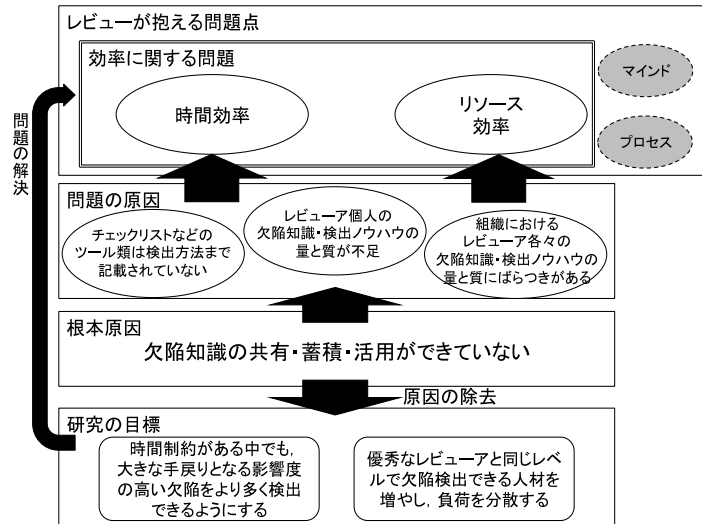 レビューが抱える問題点
効率に関する問題
時間効率
リソース
効率
マインド
プロセス
問題の解決
問題の原因
チェックリストなどの
ツール類は検出方法まで
記載されていない
レビューア個人の
欠陥知識・検出ノウハウの
量と質が不足
組織における
レビューア各々の
欠陥知識・検出ノウハウの
量と質にばらつきがある
根本原因
欠陥知識の共有・蓄積・活用ができていない
原因の除去
研究の目標
時間制約がある中でも,
大きな手戻りとなる影響度
の高い欠陥をより多く検出
できるようにする
優秀なレビューアと同じレベ
ルで欠陥検出できる人材を
増やし,負荷を分散する